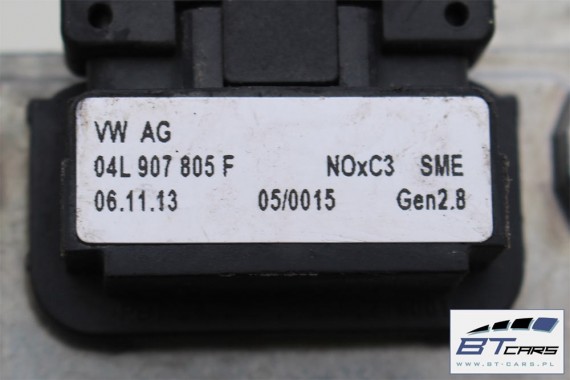 VW AG
04L 907 805 F NOxC3 SME
06.11.13 05/0015 Gen2.8
BT CARS
WWW.BT-CARS.PL